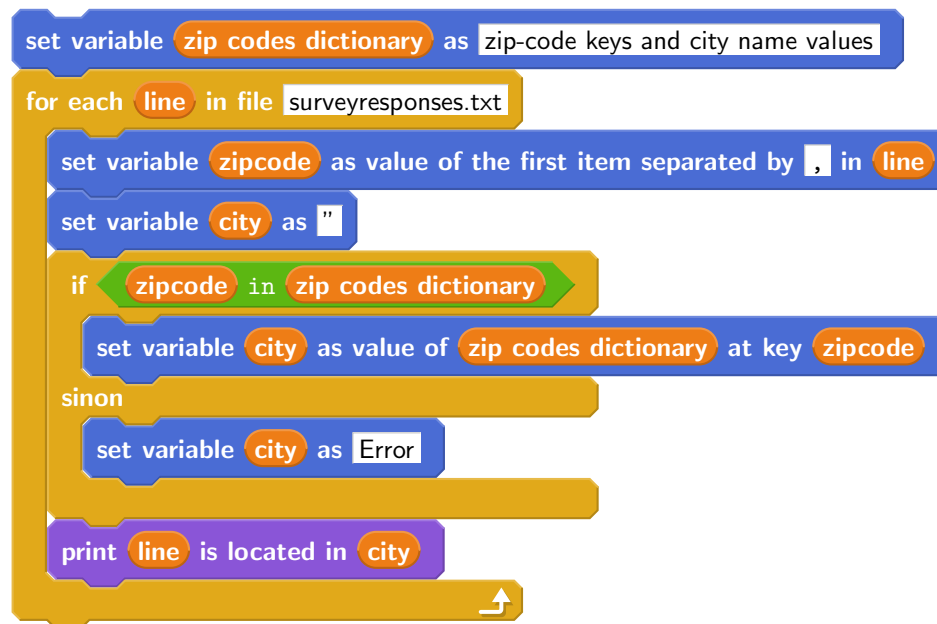 set variable zip codes dictionary as zip-code keys and city name values
for each line in file surveyresponses.txt
set variable zipcode as value of the first item separated by , in line
set variable city as ”
if zipcode in zip codes dictionary
set variable city as value of zip codes dictionary at key zipcode
sinon
set variable city as Error
print line is located in city